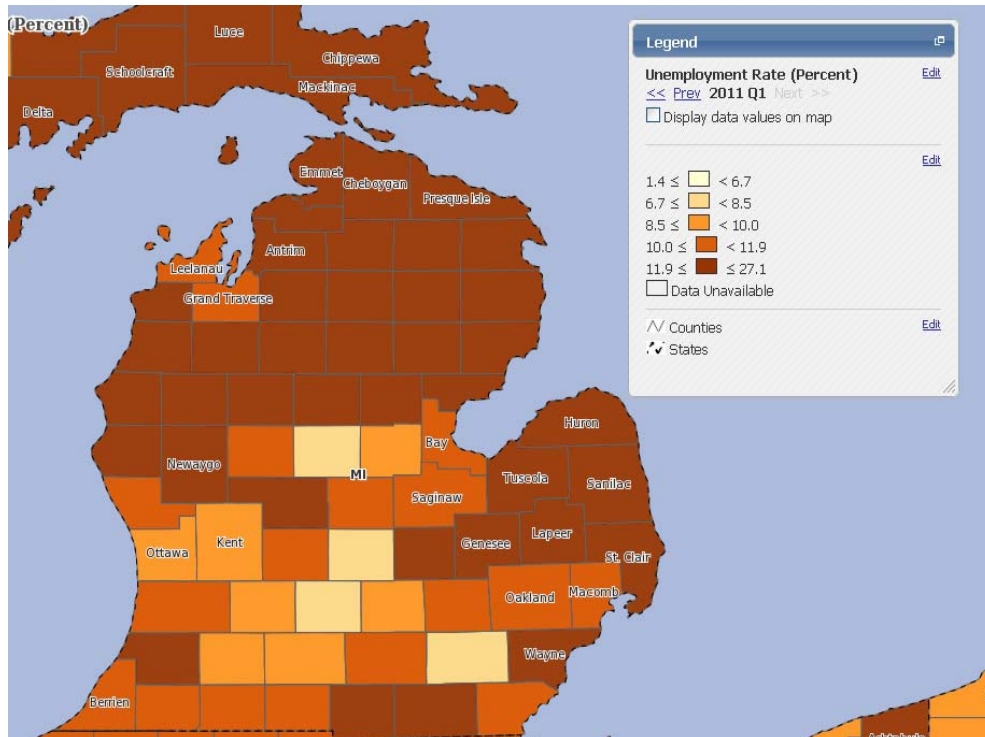 (Percent)
Luce
Chippewa
Schoolcraft
Mackinac
Delta
Emmet
Cheboygan
Presque Isle
Antrim
Leelanau
Grand Traverse
Huron
Bay
Newaygo
MI
Tuscola
Sanilac
Saginaw
Kent
Lapeer
Genesee
Ottawa
St. Clair
Oakland
Macomb
Wayne
Berrien
Legend
Unemployment Rate (Percent) Edit
<< Prev 2011 Q1 Next >>
Display data values on map
Edit
1.4 ≤ < 6.7
6.7 ≤ < 8.5
8.5 ≤ < 10.0
10.0 ≤ < 11.9
11.9 ≤ ≤ 27.1
Data Unavailable
Counties Edit
States